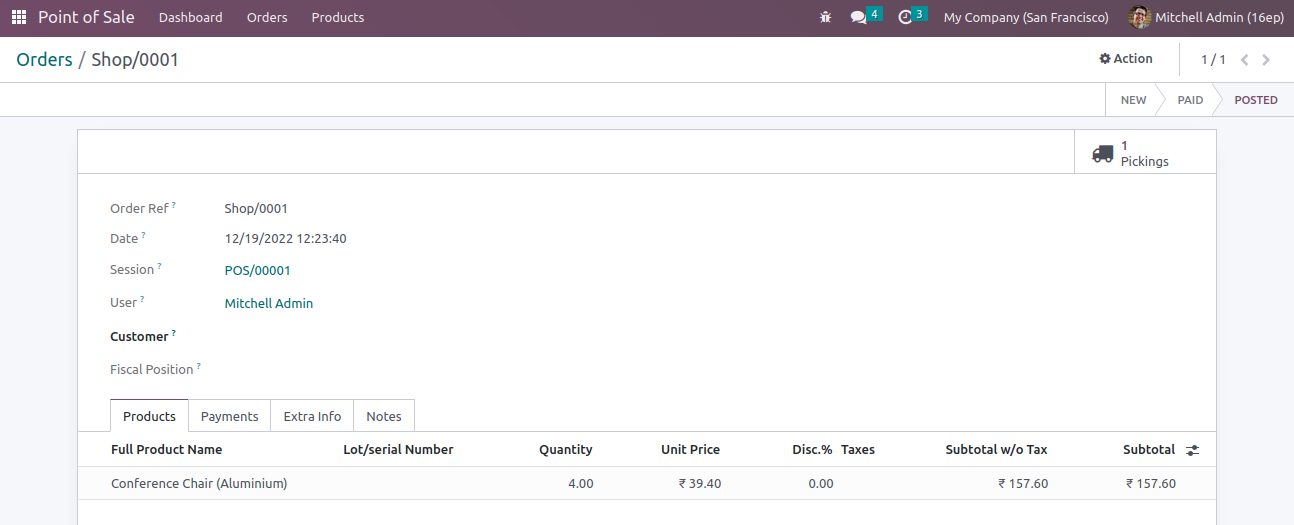 Point of Sale Dashboard Orders Products 4 3 My Company (San Francisco) Mitchell Admin (16ep)
Orders / Shop/0001 Action 1 / 1
NEW PAID POSTED
1
Pickings
Order Ref ? Shop/0001
Date ? 12/19/2022 12:23:40
Session ? POS/00001
User ? Mitchell Admin
Customer ?
Fiscal Position ?
Products Payments Extra Info Notes
Full Product Name Lot/serial Number Quantity Unit Price Disc.% Taxes Subtotal w/o Tax Subtotal
Conference Chair (Aluminium) 4.00 ₹ 39.40 0.00 ₹ 157.60 ₹ 157.60